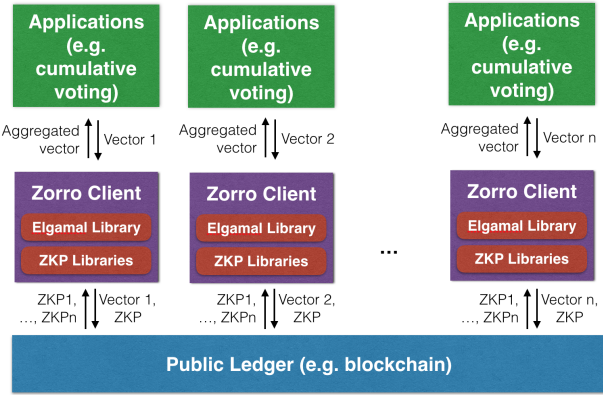 Applications
(e.g.
cumulative
voting)
Applications
(e.g.
cumulative
voting)
Applications
(e.g.
cumulative
voting)
Aggregated
vector
Vector 1
Aggregated
vector
Vector 2
Aggregated
vector
Vector n
Zorro Client
Elgamal Library
ZKP Libraries
Zorro Client
Elgamal Library
ZKP Libraries
...
Zorro Client
Elgamal Library
ZKP Libraries
ZKP1,
..., ZKPn
Vector 1,
ZKP
ZKP1,
..., ZKPn
Vector 2,
ZKP
ZKP1,
..., ZKPn
Vector n,
ZKP
Public Ledger (e.g. blockchain)